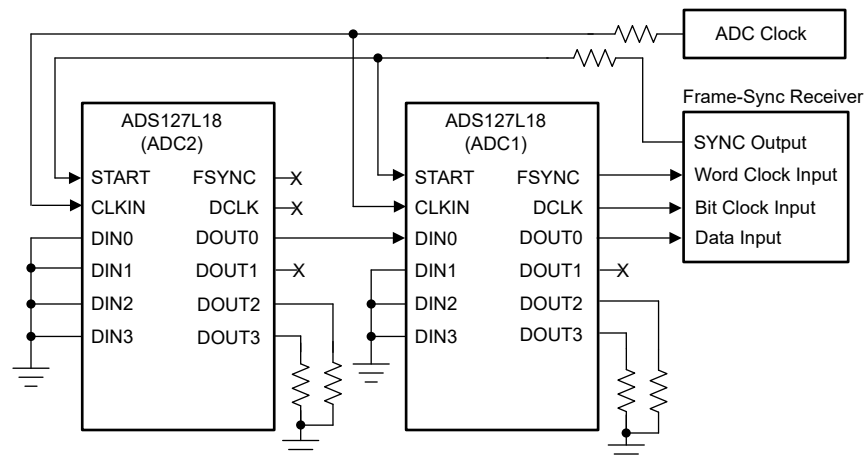 ADC Clock
Frame-Sync Receiver
SYNC Output
Word Clock Input
Bit Clock Input
Data Input
ADS127L18
(ADC2)
START FSYNC
CLKIN DCLK
DIN0 DOUT0
DIN1 DOUT1
DIN2 DOUT2
DIN3 DOUT3
ADS127L18
(ADC1)
START FSYNC
CLKIN DCLK
DIN0 DOUT0
DIN1 DOUT1
DIN2 DOUT2
DIN3 DOUT3